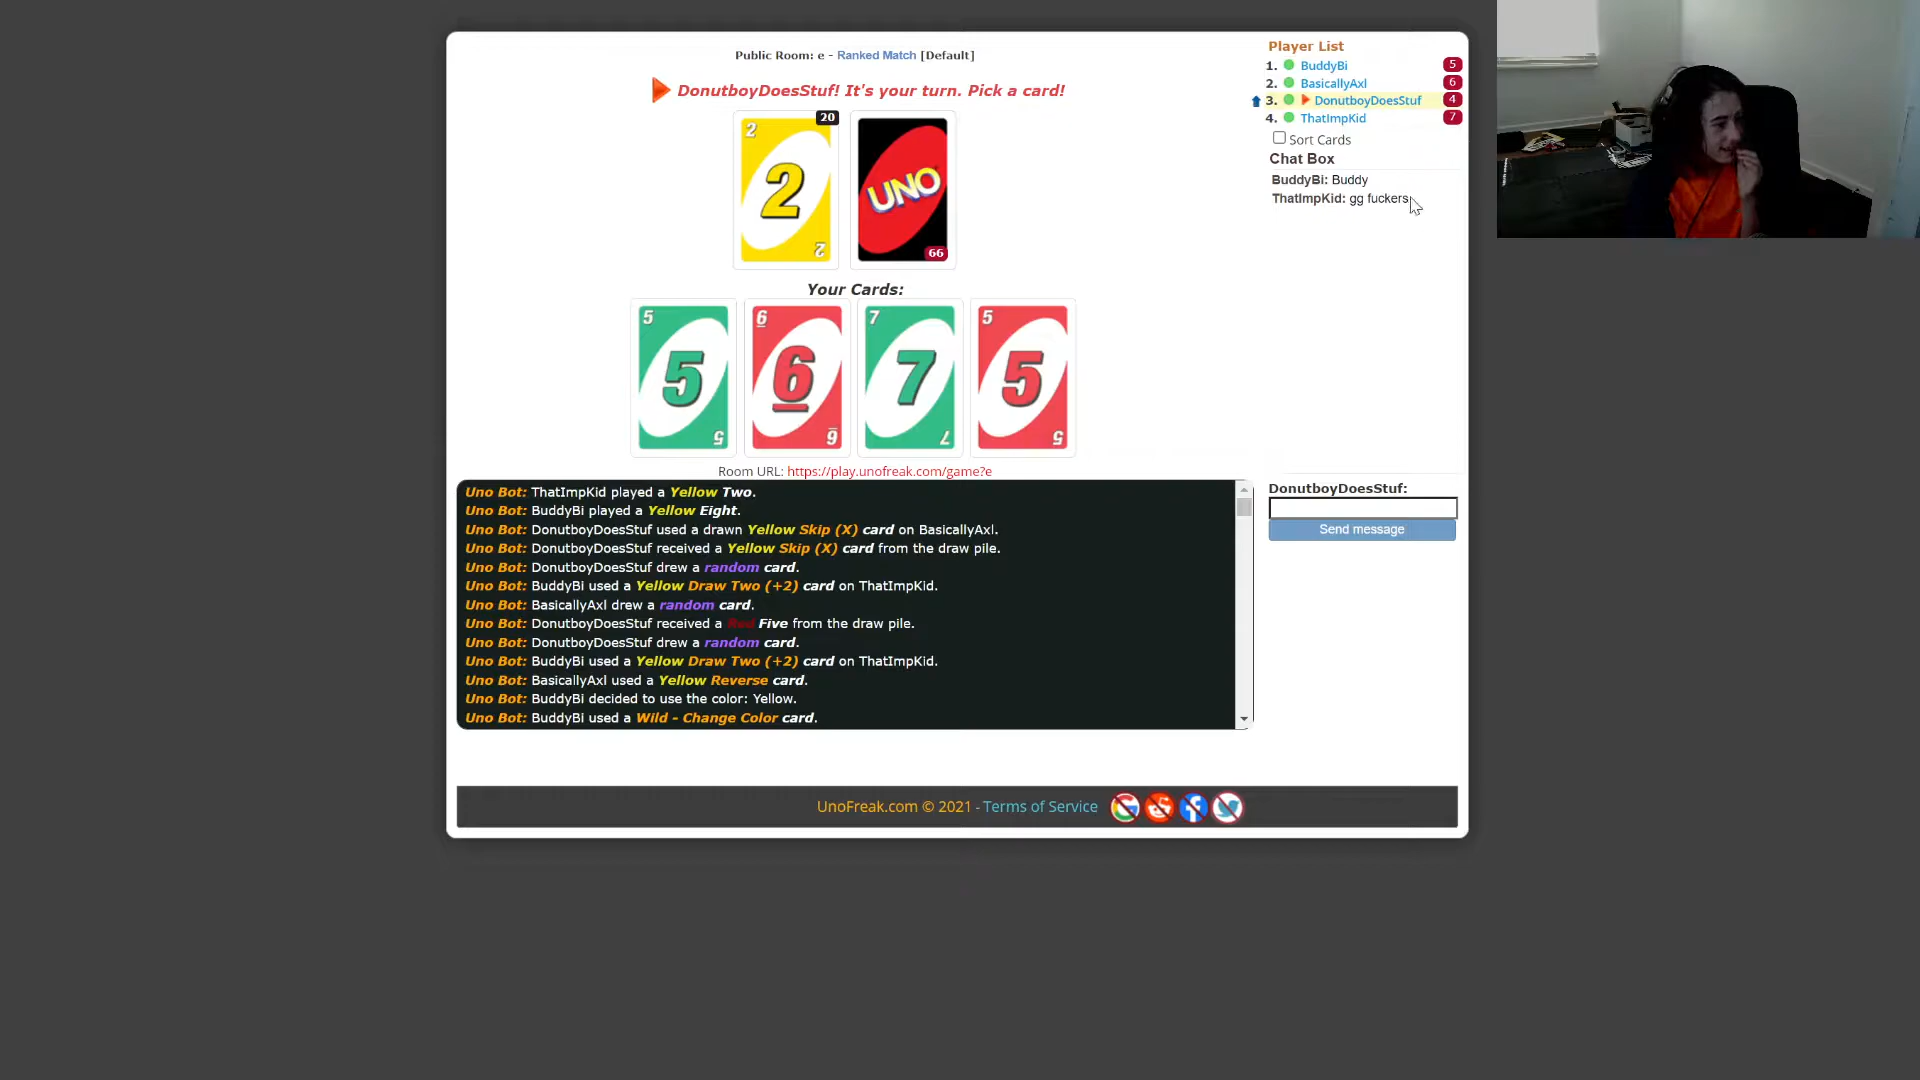 Public Room: e - Ranked Match [Default]
DonutboyDoesStuf! It's your turn. Pick a card!
2
20
2
2
UNO
66
Your Cards:
5
5
5
6
6
6
7
7
7
5
5
5
Room URL: https://play.unofreak.com/game?e
Uno Bot: ThatImpKid played a Yellow Two.
Uno Bot: BuddyBi played a Yellow Eight.
Uno Bot: DonutboyDoesStuf used a drawn Yellow Skip (X) card on BasicallyAxl.
Uno Bot: DonutboyDoesStuf received a Yellow Skip (X) card from the draw pile.
Uno Bot: DonutboyDoesStuf drew a random card.
Uno Bot: BuddyBi used a Yellow Draw Two (+2) card on ThatImpKid.
Uno Bot: BasicallyAxl drew a random card.
Uno Bot: DonutboyDoesStuf received a Red Five from the draw pile.
Uno Bot: DonutboyDoesStuf drew a random card.
Uno Bot: BuddyBi used a Yellow Draw Two (+2) card on ThatImpKid.
Uno Bot: BasicallyAxl used a Yellow Reverse card.
Uno Bot: BuddyBi decided to use the color: Yellow.
Uno Bot: BuddyBi used a Wild - Change Color card.
Player List
1. BuddyBi 5
2. BasicallyAxl 6
3. DonutboyDoesStuf 4
4. ThatImpKid 7
Sort Cards
Chat Box
BuddyBi: Buddy
ThatImpKid: gg fuckers
DonutboyDoesStuf:
Send message
UnoFreak.com © 2021 - Terms of Service